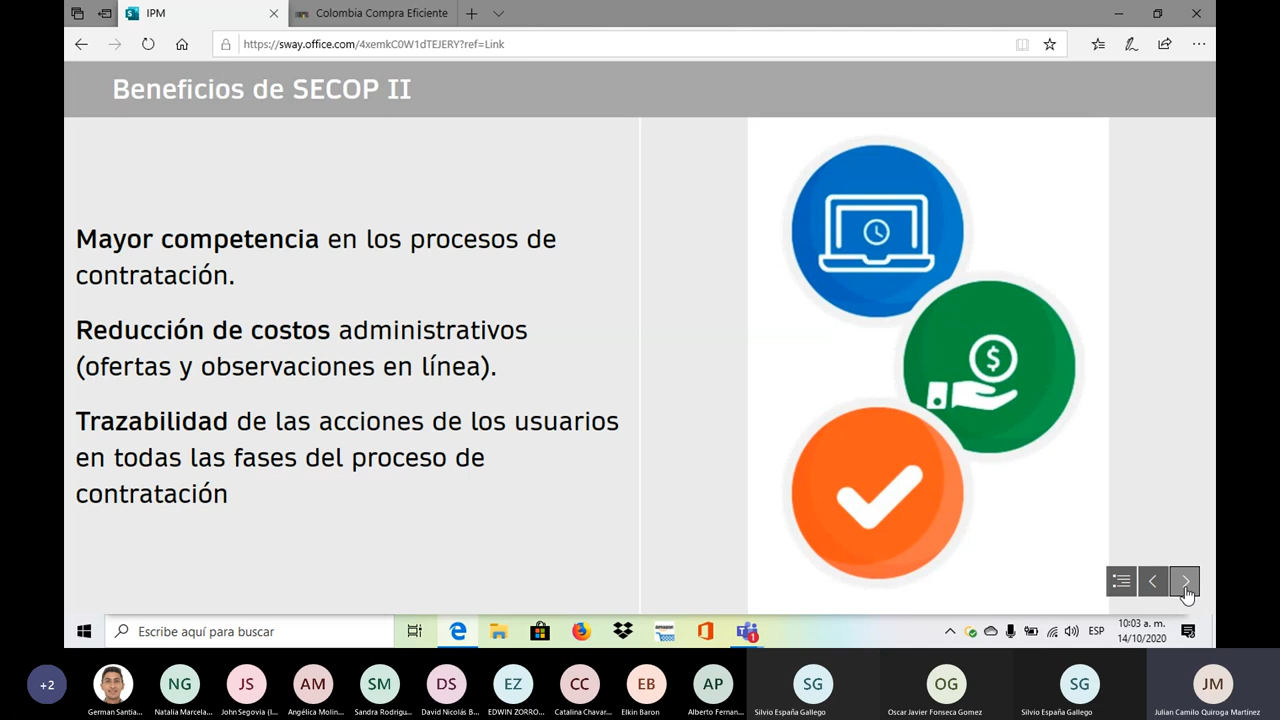 IPM
Colombia Compra Eficiente
https://sway.office.com/4xemkC0W1dTEJERY?ref=Link
Beneficios de SECOP II
Mayor competencia en los procesos de
contratación.
Reducción de costos administrativos
(ofertas y observaciones en línea).
Trazabilidad de las acciones de los usuarios
en todas las fases del proceso de
contratación
$
Escribe aquí para buscar
amazon
1
ESP
10:03 a. m.
14/10/2020
+2
NG
JS
AM
SM
DS
EZ
CC
EB
AP
SG
OG
SG
JM
German Santia...
Natalia Marcela...
John Segovia (I...
Angélica Molin...
Sandra Rodrigu...
David Nicolás B...
EDWIN ZORRO...
Catalina Chavar...
Elkin Baron
Alberto Fernan...
Silvio España Gallego
Oscar Javier Fonseca Gomez
Silvio España Gallego
Julian Camilo Quiroga Martínez